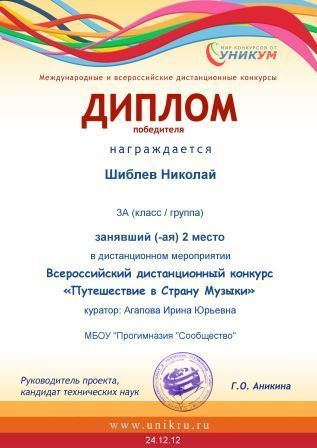 МИР КОНКУРСОВ ОТ
УНИКУМ
Международные и всероссийские дистанционные конкурсы
ДИПЛОМ
победителя
награждается
Шиблев Николай
3А (класс / группа)
занявший (-ая) 2 место
в дистанционном мероприятии
Всероссийский дистанционный конкурс
«Путешествие в Страну Музыки»
куратор: Агапова Ирина Юрьевна
МБОУ "Прогимназия "Сообщество"
Руководитель проекта,
кандидат технических наук
Г.О. Аникина
www.unikru.ru
24.12.12